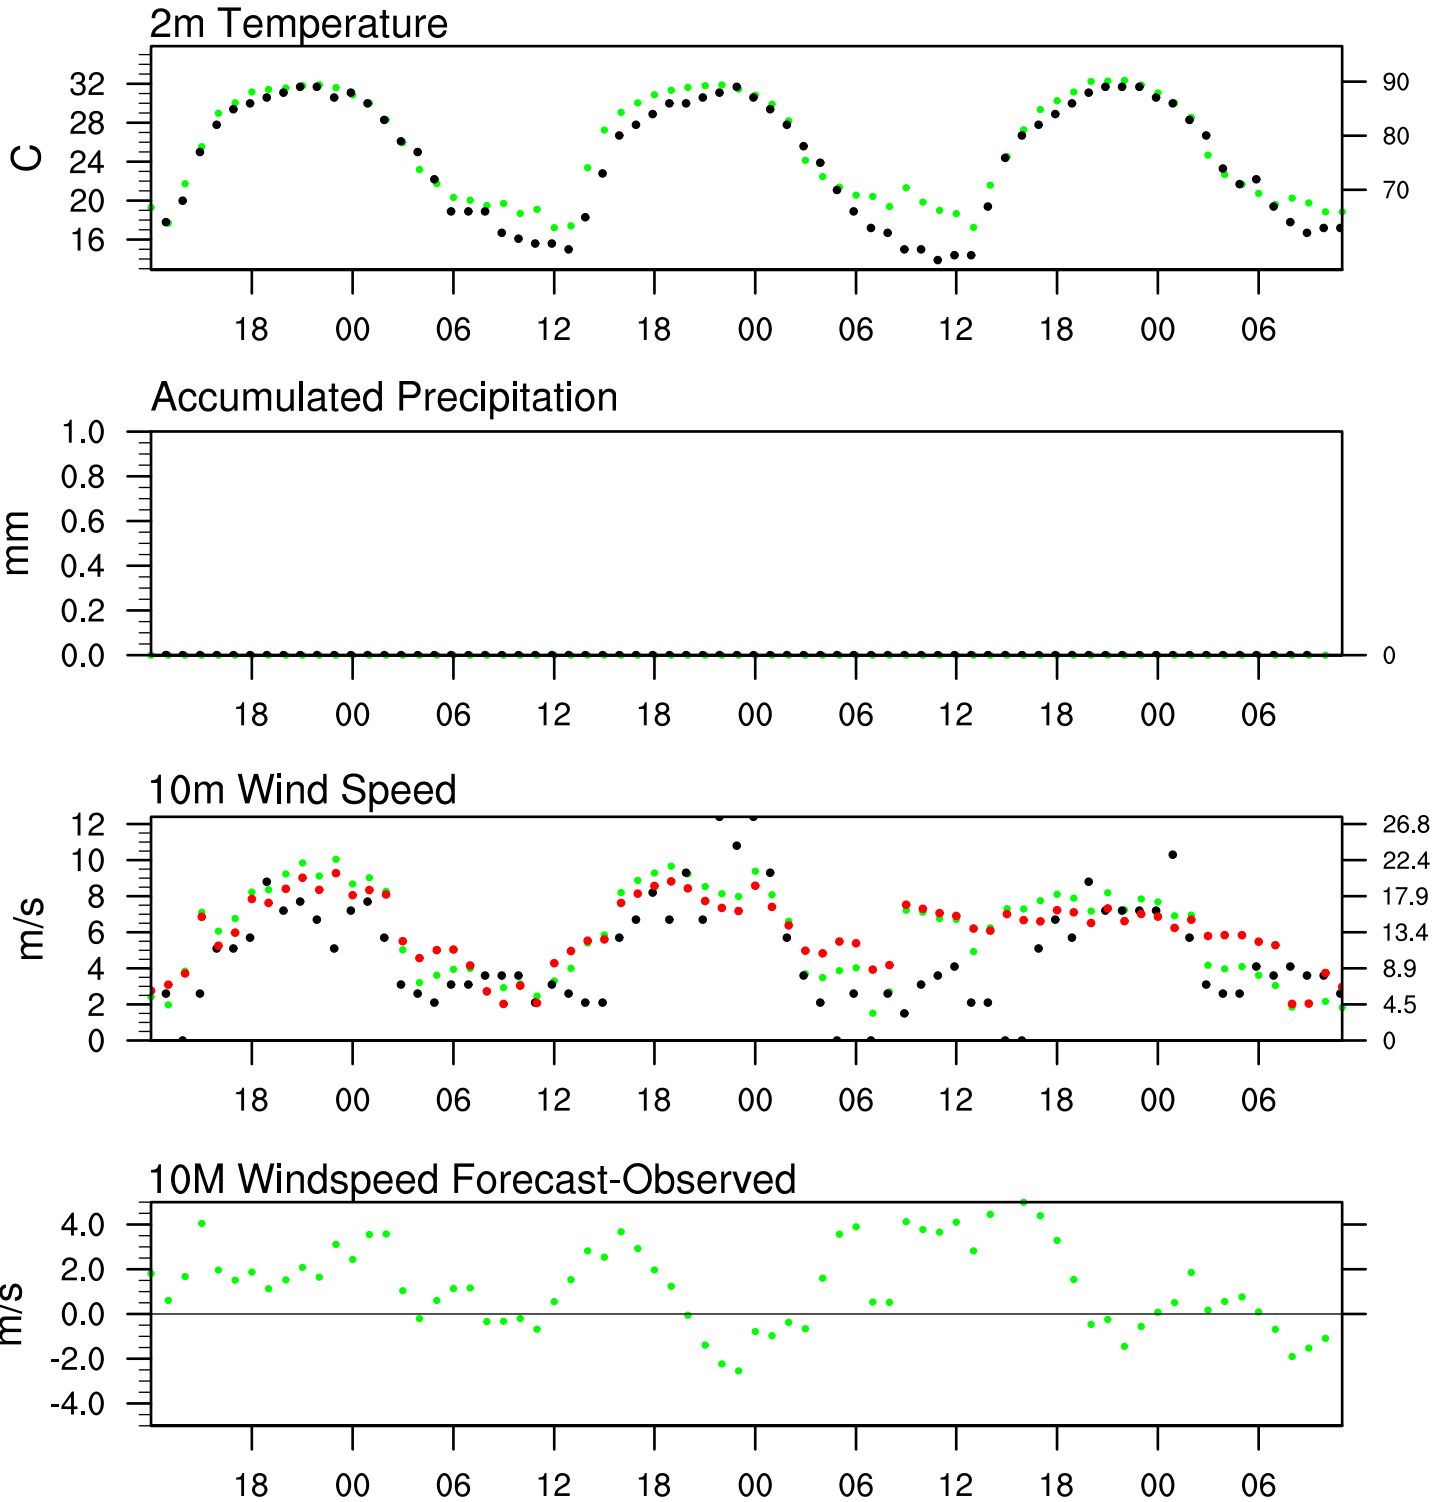 2m Temperature
32
28
24
20
16
C
90
80
70
18 00 06 12 18 00 06 12 18 00 06
Accumulated Precipitation
1.0
0.8
0.6
0.4
0.2
0.0
mm
0
18 00 06 12 18 00 06 12 18 00 06
10m Wind Speed
12
10
8
6
4
2
0
m/s
26.8
22.4
17.9
13.4
8.9
4.5
0
18 00 06 12 18 00 06 12 18 00 06
10M Windspeed Forecast-Observed
4.0
2.0
0.0
-2.0
-4.0
m/s
18 00 06 12 18 00 06 12 18 00 06